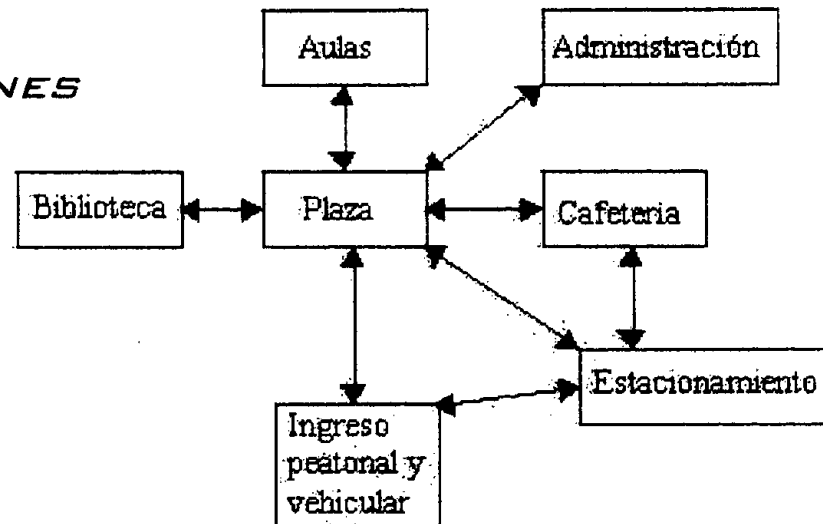 Aulas
Administración
NES
Biblioteca
Plaza
Cafeteria
Estacionamiento
Ingreso
peatonal y
vehicular